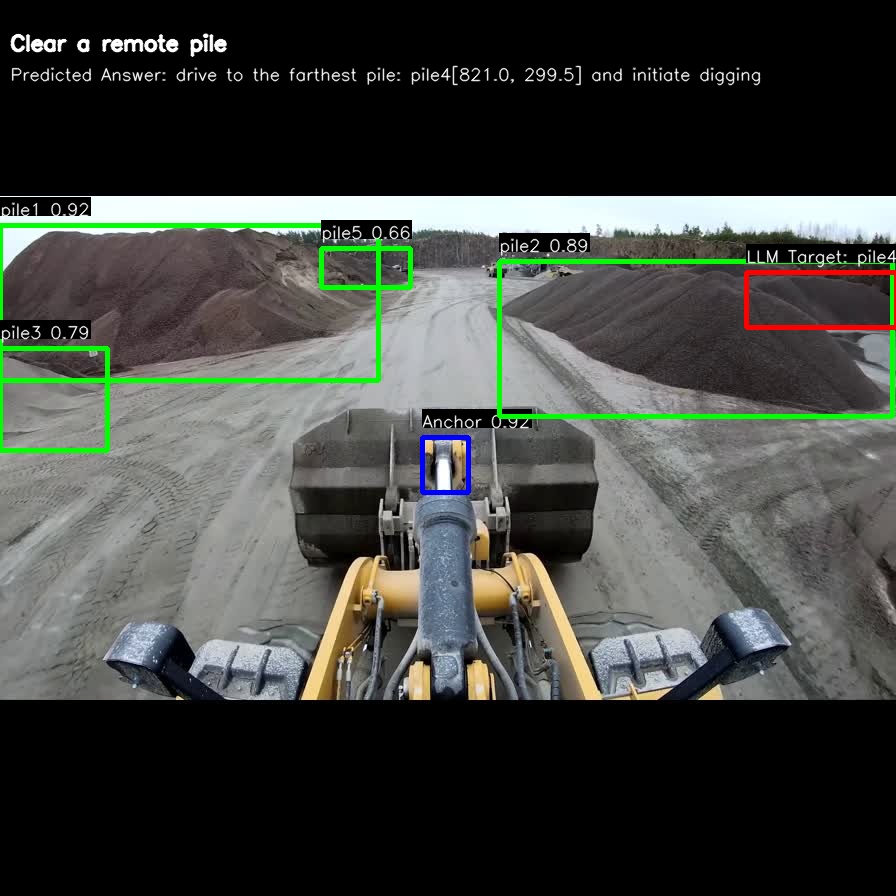 Clear a remote pile
Predicted Answer: drive to the farthest pile: pile4[821.0, 299.5] and initiate digging
pile1 0.92
pile5 0.66
pile2 0.89
LLM Target: pile4
pile3 0.79
Anchor 0.92